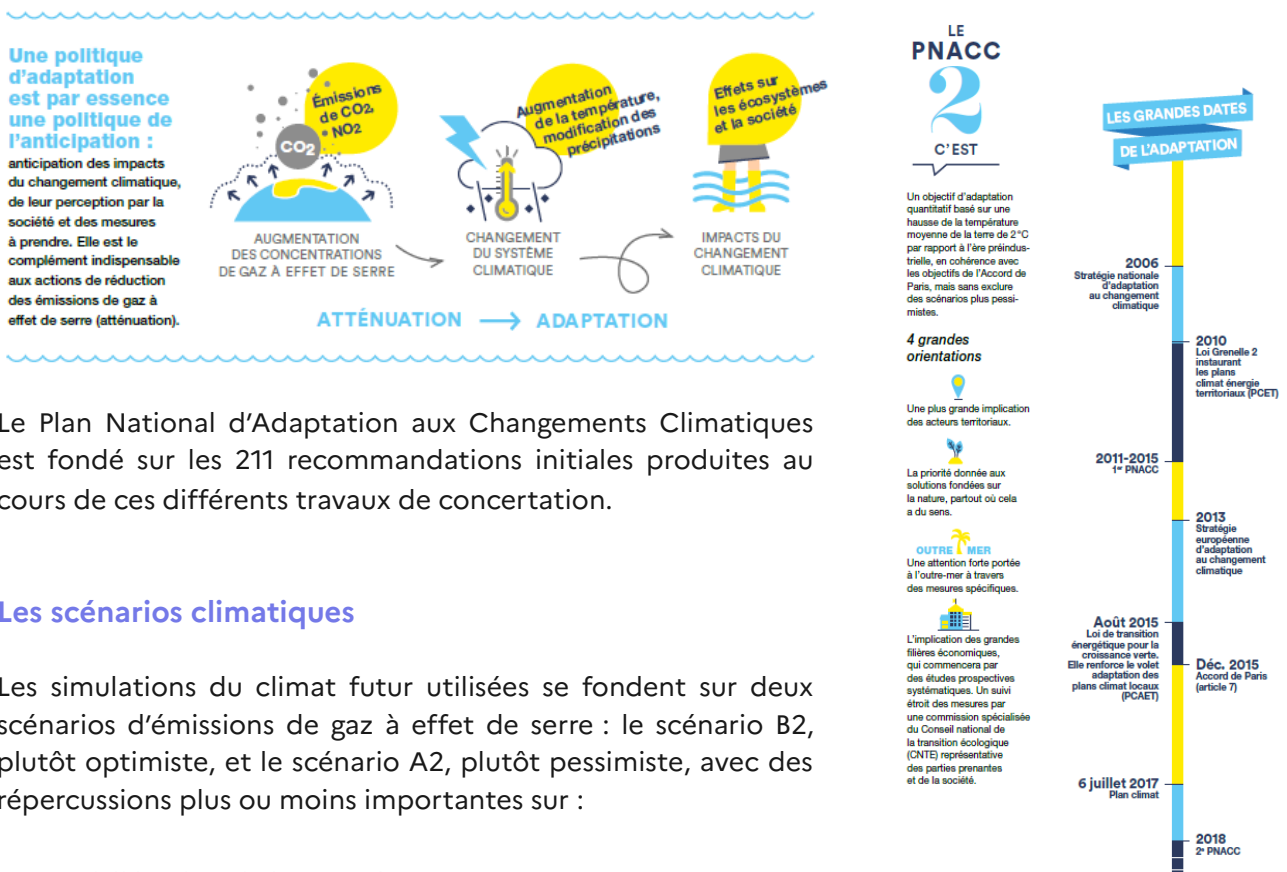 Une politique
d'adaptation
est par essence
une politique de
l'anticipation :
anticipation des impacts
du changement climatique,
de leur perception par la
société et des mesures
à prendre. Elle est le
complément indispensable
aux actions de réduction
des émissions de gaz à
effet de serre (atténuation).
Émissions
de CO2,
NO2
CO2
AUGMENTATION
DES CONCENTRATIONS
DE GAZ À EFFET DE SERRE
Augmentation
de la température,
modification des
précipitations
CHANGEMENT
DU SYSTÈME
CLIMATIQUE
Effets sur
les écosystèmes
et la société
IMPACTS DU
CHANGEMENT
CLIMATIQUE
ATTÉNUATION → ADAPTATION
Le Plan National d'Adaptation aux Changements Climatiques
est fondé sur les 211 recommandations initiales produites au
cours de ces différents travaux de concertation.
Les scénarios climatiques
Les simulations du climat futur utilisées se fondent sur deux
scénarios d'émissions de gaz à effet de serre : le scénario B2,
plutôt optimiste, et le scénario A2, plutôt pessimiste, avec des
répercussions plus ou moins importantes sur :
LE
PNACC
2
C'EST
Un objectif d'adaptation
quantitatif basé sur une
hausse de la température
moyenne de la terre de 2°C
par rapport à l'ère préindus-
trielle, en cohérence avec
les objectifs de l'Accord de
Paris, mais sans exclure
des scénarios plus pessi-
mistes.
4 grandes
orientations
Une plus grande implication
des acteurs territoriaux.
La priorité donnée aux
solutions fondées sur
la nature, partout où cela
a du sens.
OUTRE MER
Une attention forte portée
à l'outre-mer à travers
des mesures spécifiques.
L'implication des grandes
filières économiques,
qui commencera par
des études prospectives
systématiques. Un suivi
étroit des mesures par
une commission spécialisée
du Conseil national de
la transition écologique
(CNTE) représentative
des parties prenantes
et de la société.
LES GRANDES DATES
DE L'ADAPTATION
2006
Stratégie nationale
d'adaptation
au changement
climatique
2010
Loi Grenelle 2
instaurant
les plans
climat énergie
territoriaux (PCET)
2011-2015
1er PNACC
2013
Stratégie
européenne
d'adaptation
au changement
climatique
Août 2015
Loi de transition
énergétique pour la
croissance verte.
Elle renforce le volet
adaptation des
plans climat locaux
(PCAET)
Déc. 2015
Accord de Paris
(article 7)
6 juillet 2017
Plan climat
2018
2e PNACC